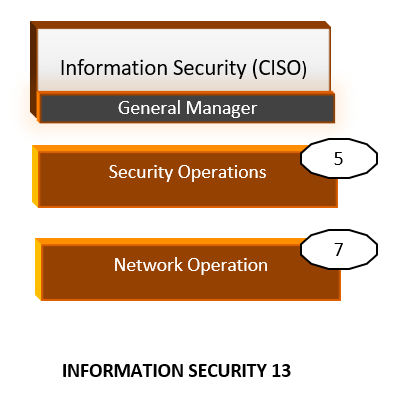 Information Security (CISO)
General Manager
5
Security Operations
7
Network Operation
INFORMATION SECURITY 13